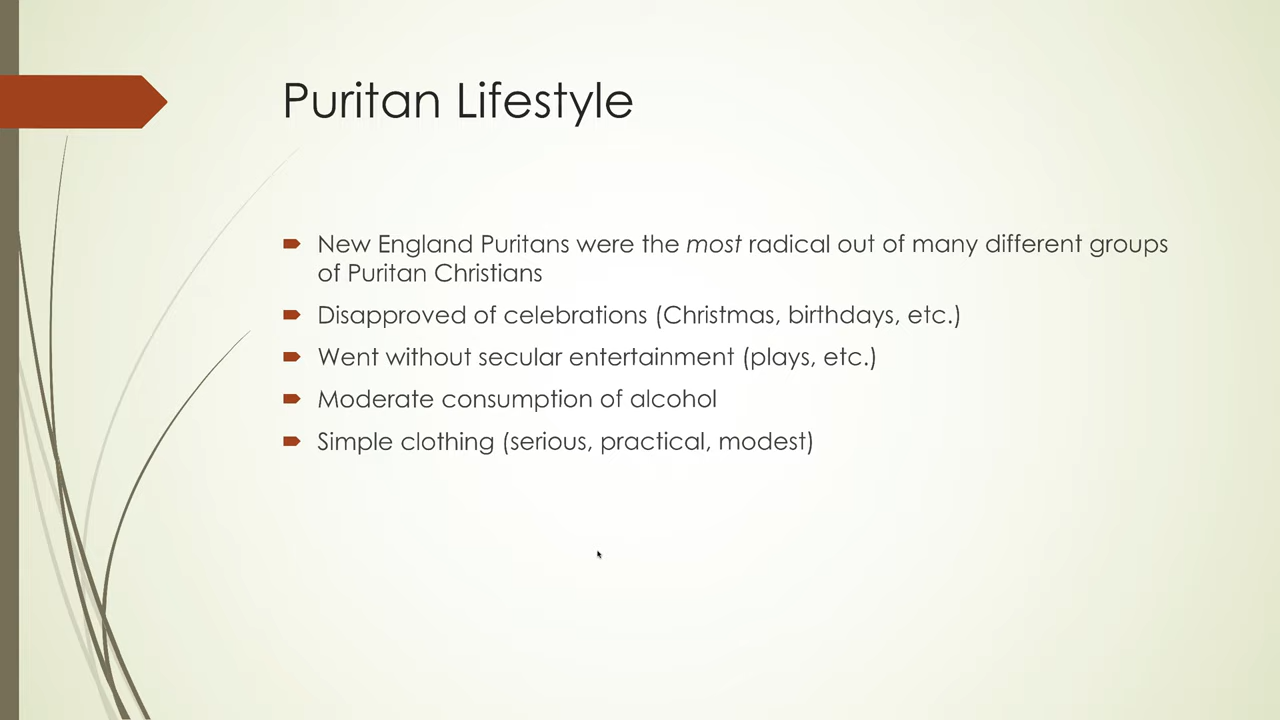 Puritan Lifestyle
New England Puritans were the most radical out of many different groups
of Puritan Christians
Disapproved of celebrations (Christmas, birthdays, etc.)
Went without secular entertainment (plays, etc.)
Moderate consumption of alcohol
Simple clothing (serious, practical, modest)